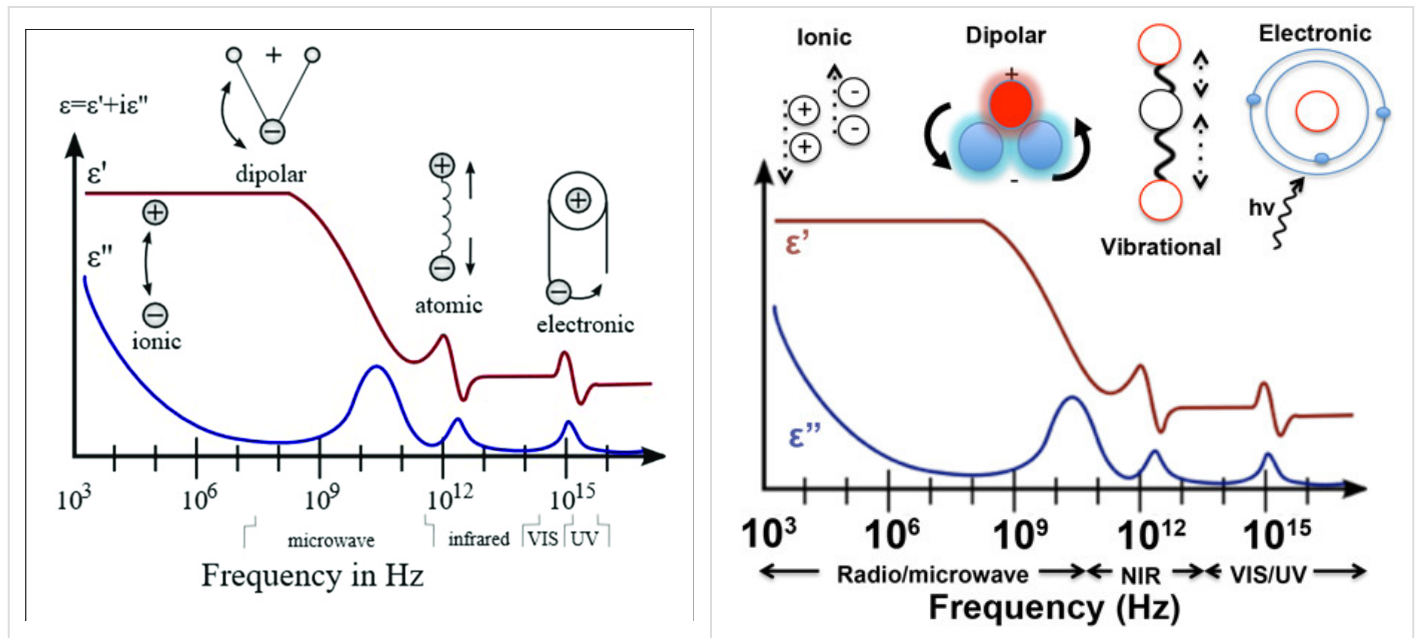 ε=ε'+iε"
+
−
dipolar
ε'
ε"
+
−
ionic
+
−
atomic
+
−
electronic
10³
10⁶
10⁹
10¹²
10¹⁵
microwave
infrared
VIS
UV
Frequency in Hz
Ionic
Dipolar
Electronic
+
+
-
-
+
-
Vibrational
hv
ε’
ε”
10³
10⁶
10⁹
10¹²
10¹⁵
Radio/microwave
NIR
VIS/UV
Frequency (Hz)